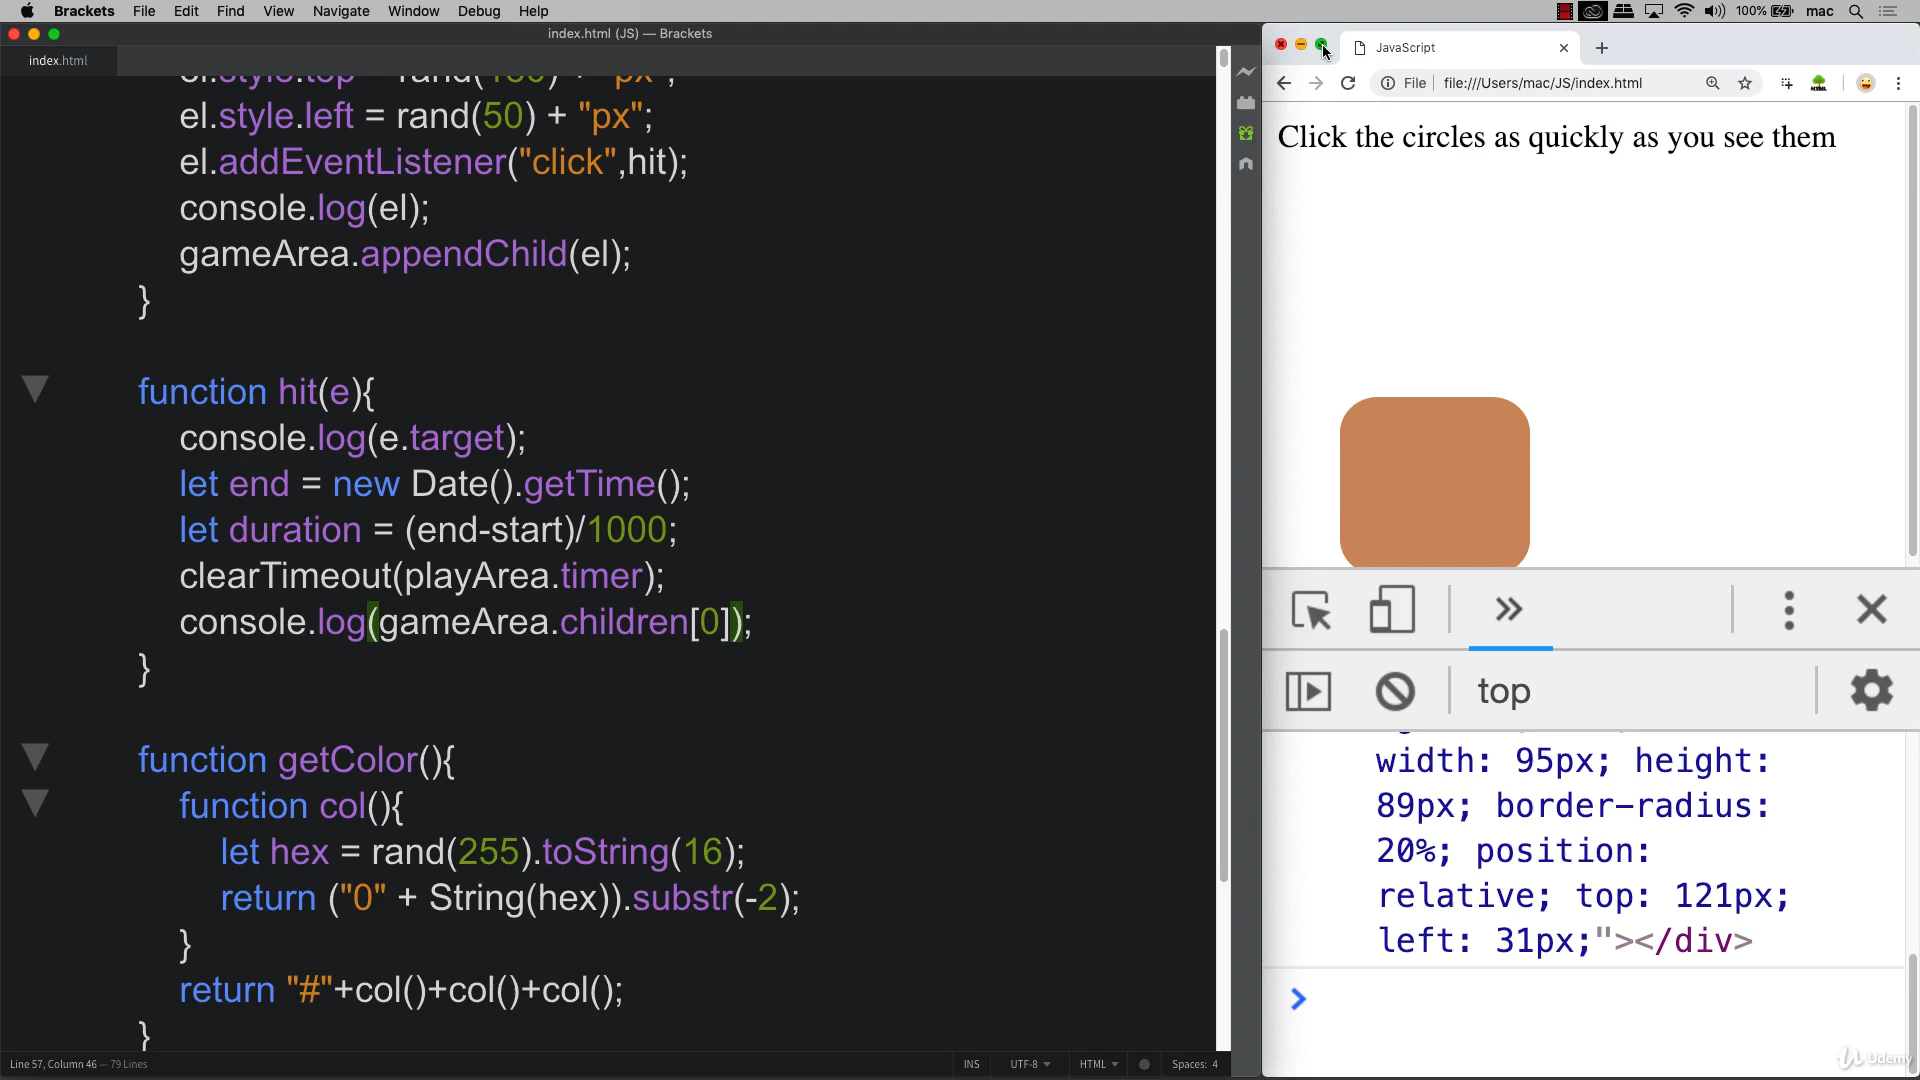 Brackets File Edit Find View Navigate Window Debug Help 100% mac
index.html (JS) — Brackets
index.html
el.style.top = rand(150) + "px";
el.style.left = rand(50) + "px";
el.addEventListener("click",hit);
console.log(el);
gameArea.appendChild(el);
}
function hit(e){
console.log(e.target);
let end = new Date().getTime();
let duration = (end-start)/1000;
clearTimeout(playArea.timer);
console.log(gameArea.children[0]);
}
function getColor(){
function col(){
let hex = rand(255).toString(16);
return ("0" + String(hex)).substr(-2);
}
return "#"+col()+col()+col();
}
Line 57, Column 46 — 79 Lines
INS UTF-8 HTML Spaces: 4
JavaScript
File file:///Users/mac/JS/index.html
Click the circles as quickly as you see them
top
width: 95px; height:
89px; border-radius:
20%; position:
relative; top: 121px;
left: 31px;"></div>
Udemy